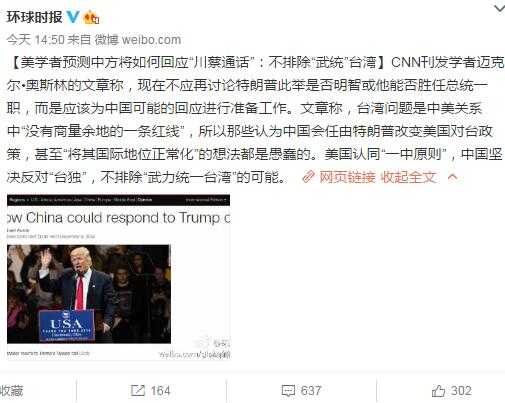 环球时报
今天 14:50 来自 微博 weibo.com
【美学者预测中方将如何回应“川蔡通话”：不排除“武统”台湾】CNN刊发学者迈克
尔·奥斯林的文章称，现在不应再讨论特朗普此举是否明智或他能否胜任总统一
职，而是应该为中国可能的回应进行准备工作。文章称，台湾问题是中美关系
中“没有商量余地的一条红线”，所以那些认为中国会任由特朗普改变美国对台政
策，甚至“将其国际地位正常化”的想法都是愚蠢的。美国认同“一中原则”，中国坚
决反对“台独”，不排除“武力统一台湾”的可能。 网页链接 收起全文
Regions U.S. Africa Americas Asia China Europe Middle East Opinion
International Edition
ow China could respond to Trump c
USA
weibo.com/
收藏
164
637
302